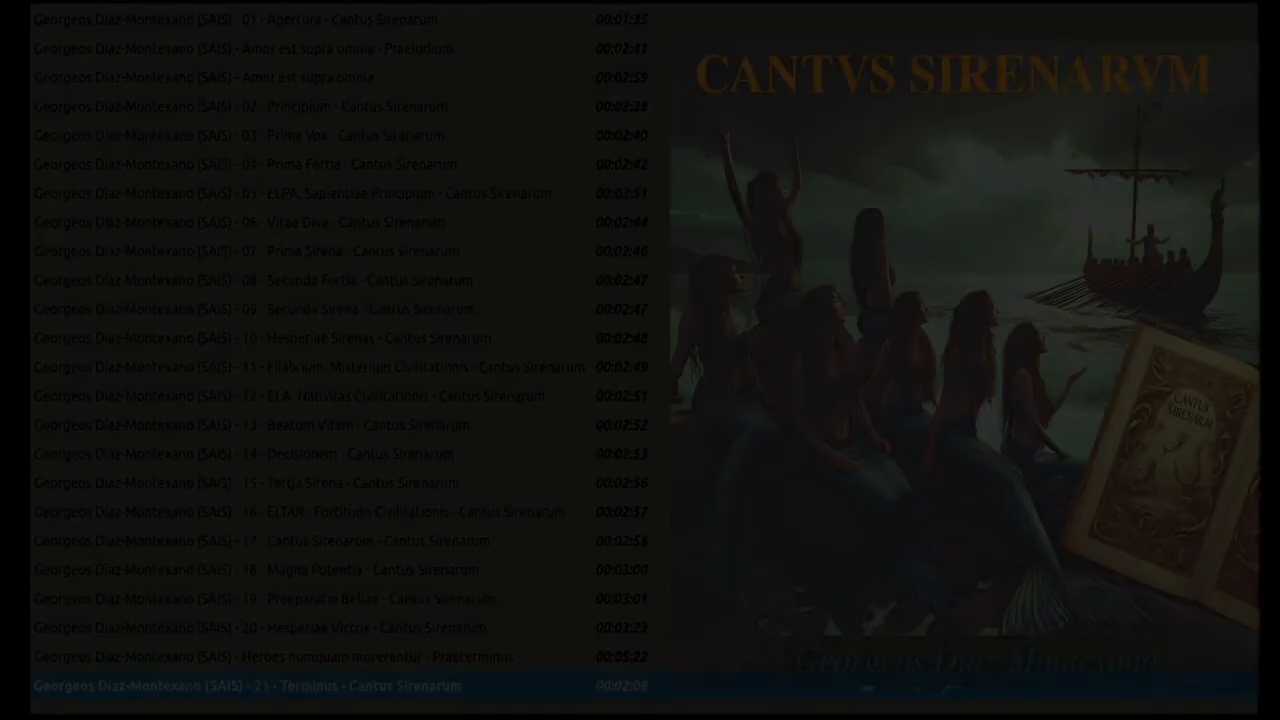 Georgeos Díaz-Montexano (SAIS) - 01 - Apertura - Cantus Sirenarum 00:01:35
Georgeos Díaz-Montexano (SAIS) - Amor est supra omnia - Praeludium 00:02:41
Georgeos Díaz-Montexano (SAIS) - Amor est supra omnia 00:02:59
Georgeos Díaz-Montexano (SAIS) - 02 - Principium - Cantus Sirenarum 00:02:38
Georgeos Díaz-Montexano (SAIS) - 03 - Prima Vox - Cantus Sirenarum 00:02:40
Georgeos Díaz-Montexano (SAIS) - 04 - Prima Fortia - Cantus Sirenarum 00:02:42
Georgeos Díaz-Montexano (SAIS) - 05 - ELPA. Sapientiae Principium - Cantus Sirenarum 00:02:51
Georgeos Díaz-Montexano (SAIS) - 06 - Vitae Diva - Cantus Sirenarum 00:02:44
Georgeos Díaz-Montexano (SAIS) - 07 - Prima Sirena - Cantus Sirenarum 00:02:46
Georgeos Díaz-Montexano (SAIS) - 08 - Secunda Fortia - Cantus Sirenarum 00:02:47
Georgeos Díaz-Montexano (SAIS) - 09 - Secunda Sirena - Cantus Sirenarum 00:02:47
Georgeos Díaz-Montexano (SAIS) - 10 - Hesperiae Sirenas - Cantus Sirenarum 00:02:48
Georgeos Díaz-Montexano (SAIS) - 11 - Filabrium. Misterium Civilitationis - Cantus Sirenarum 00:02:49
Georgeos Díaz-Montexano (SAIS) - 12 - ELA. Nativitas Civilitationis - Cantus Sirenarum 00:02:51
Georgeos Díaz-Montexano (SAIS) - 13 - Beatum Vitam - Cantus Sirenarum 00:02:52
Georgeos Díaz-Montexano (SAIS) - 14 - Decisionem - Cantus Sirenarum 00:02:53
Georgeos Díaz-Montexano (SAIS) - 15 - Tertia Sirena - Cantus Sirenarum 00:02:56
Georgeos Díaz-Montexano (SAIS) - 16 - ELTAR. Fortitudo Civilitationis - Cantus Sirenarum 00:02:57
Georgeos Díaz-Montexano (SAIS) - 17 - Cantus Sirenarum - Cantus Sirenarum 00:02:58
Georgeos Díaz-Montexano (SAIS) - 18 - Magna Potentia - Cantus Sirenarum 00:03:00
Georgeos Díaz-Montexano (SAIS) - 19 - Praeparatio Bellae - Cantus Sirenarum 00:03:01
Georgeos Díaz-Montexano (SAIS) - 20 - Hesperiae Victrix - Cantus Sirenarum 00:03:23
Georgeos Díaz-Montexano (SAIS) - Heroes numquam morerentur - Praeterminus 00:05:22
Georgeos Díaz-Montexano (SAIS) - 21 - Terminus - Cantus Sirenarum 00:02:08
CANTVS SIRENARVM
CANTUS
SIRENARUM
Georgeos Díaz-Montexano